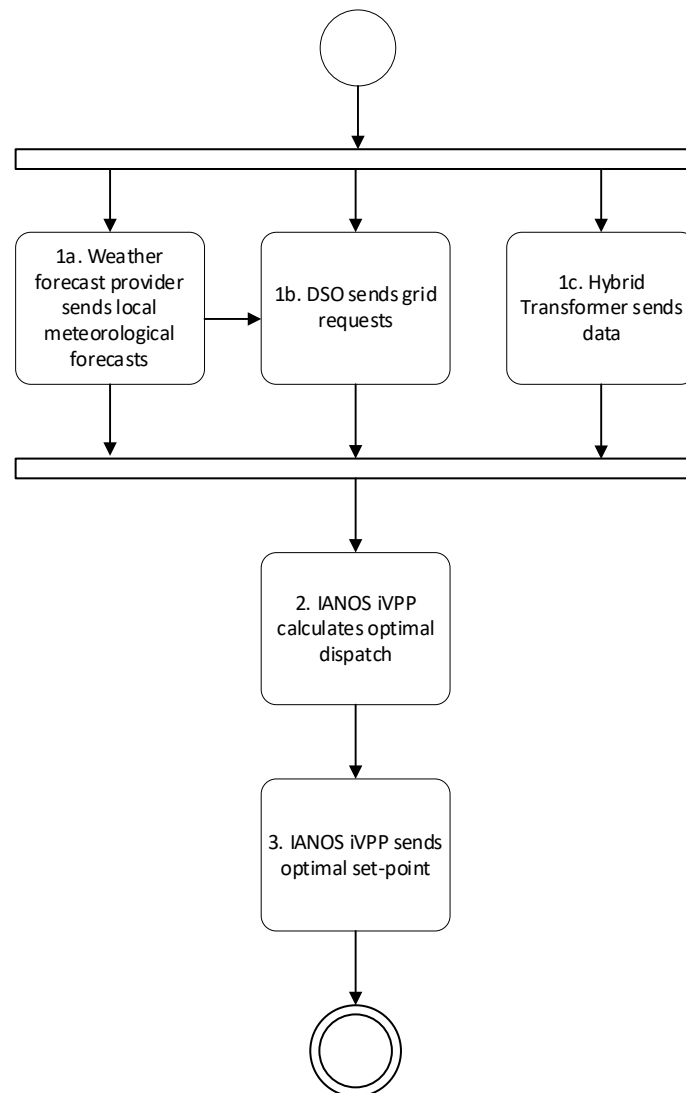 1a. Weather
forecast provider
sends local
meteorological
forecasts
1b. DSO sends grid
requests
1c. Hybrid
Transformer sends
data
2. IANOS iVPP
calculates optimal
dispatch
3. IANOS iVPP sends
optimal set-point